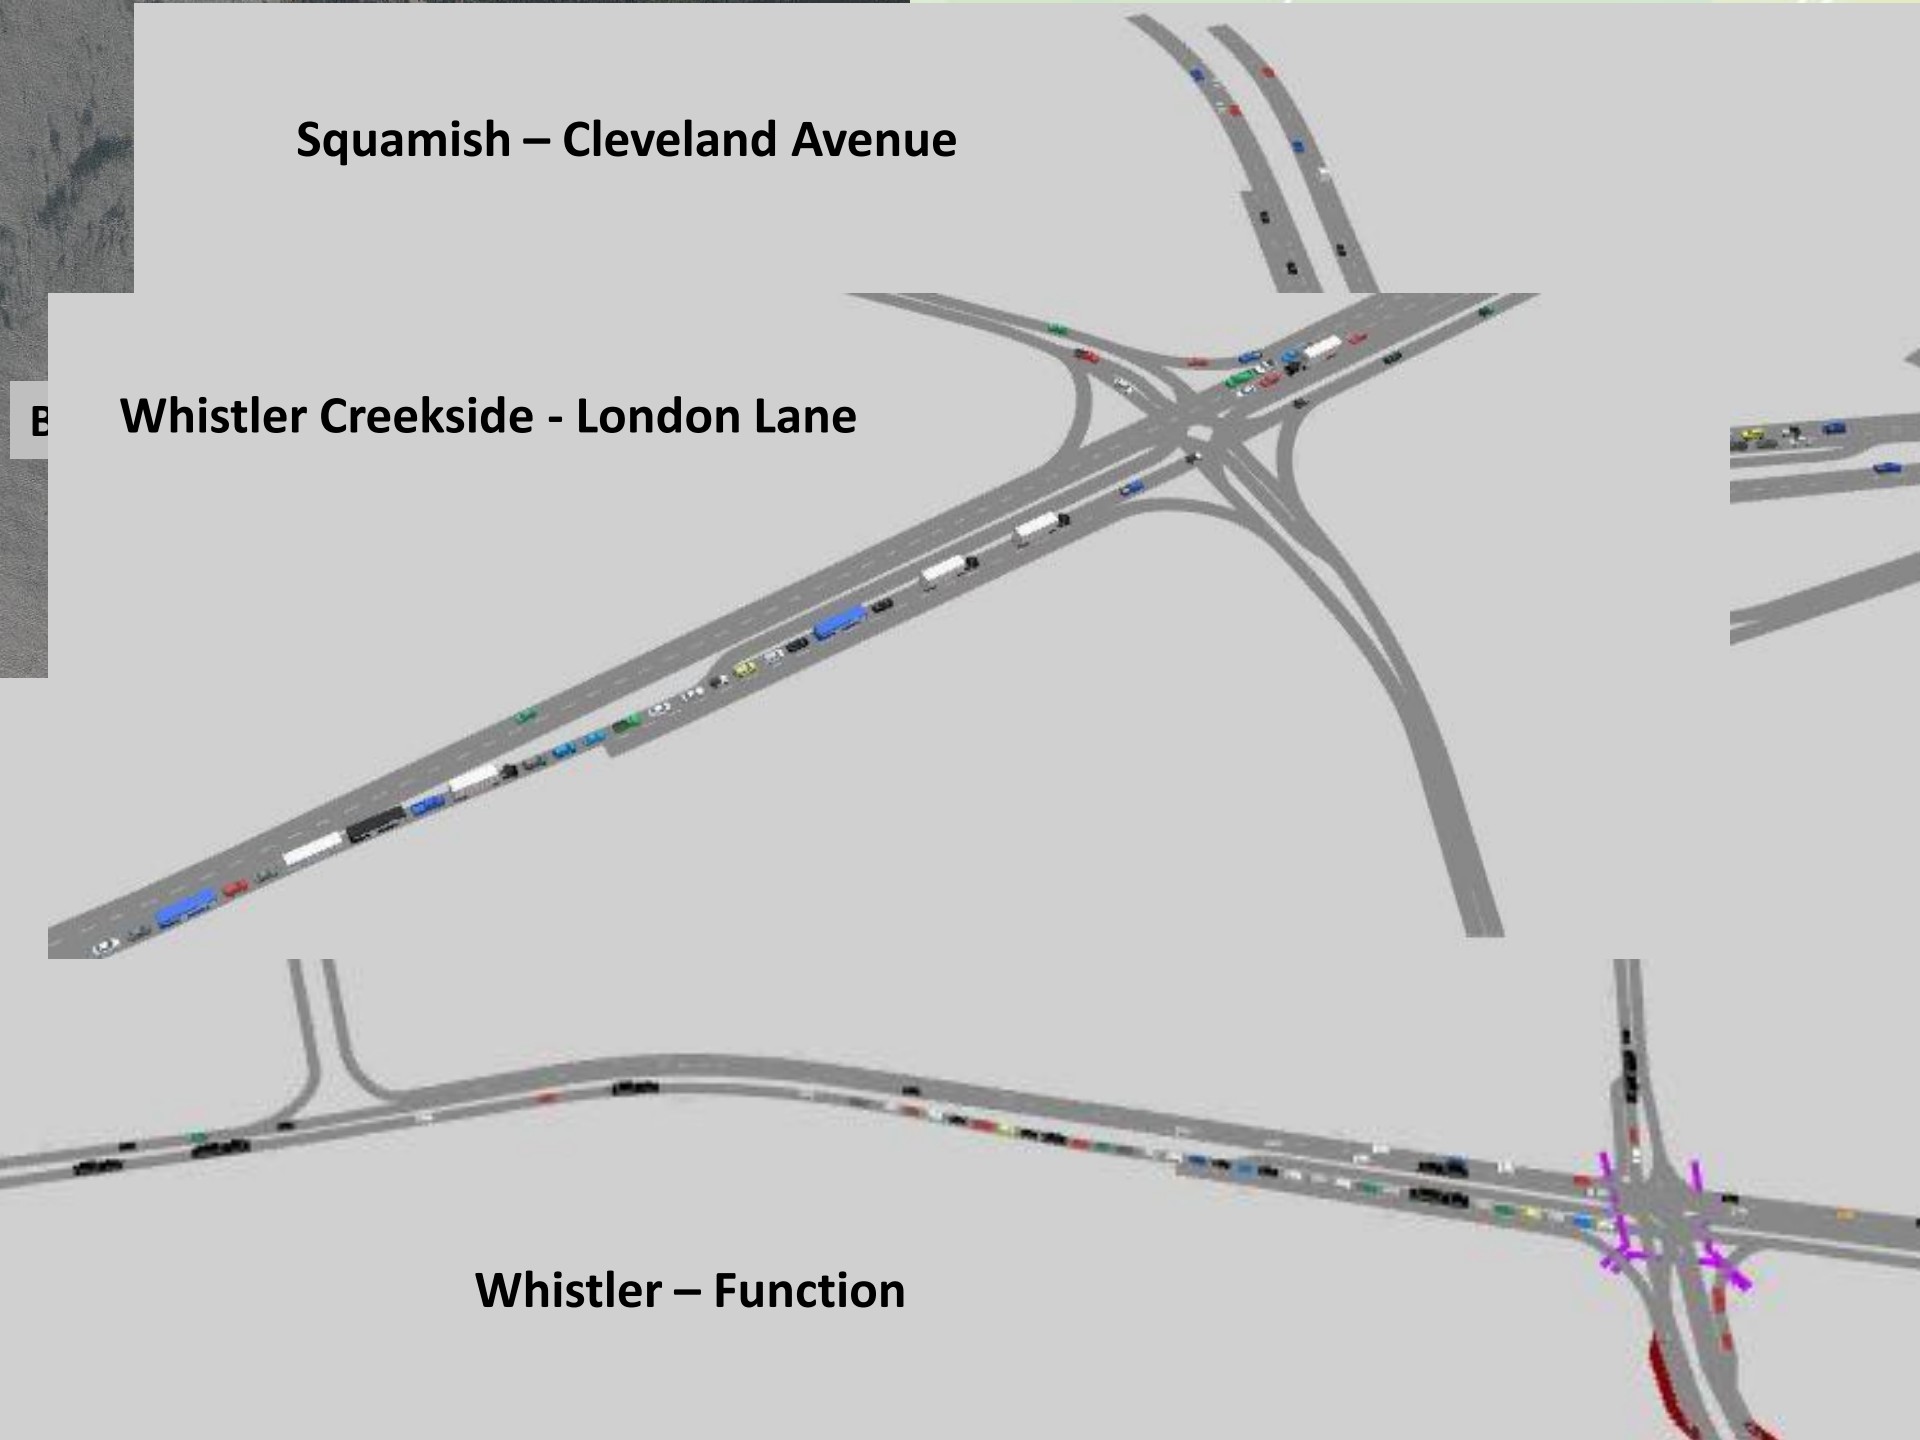 Squamish – Cleveland Avenue
B
Whistler Creekside - London Lane
Whistler – Function